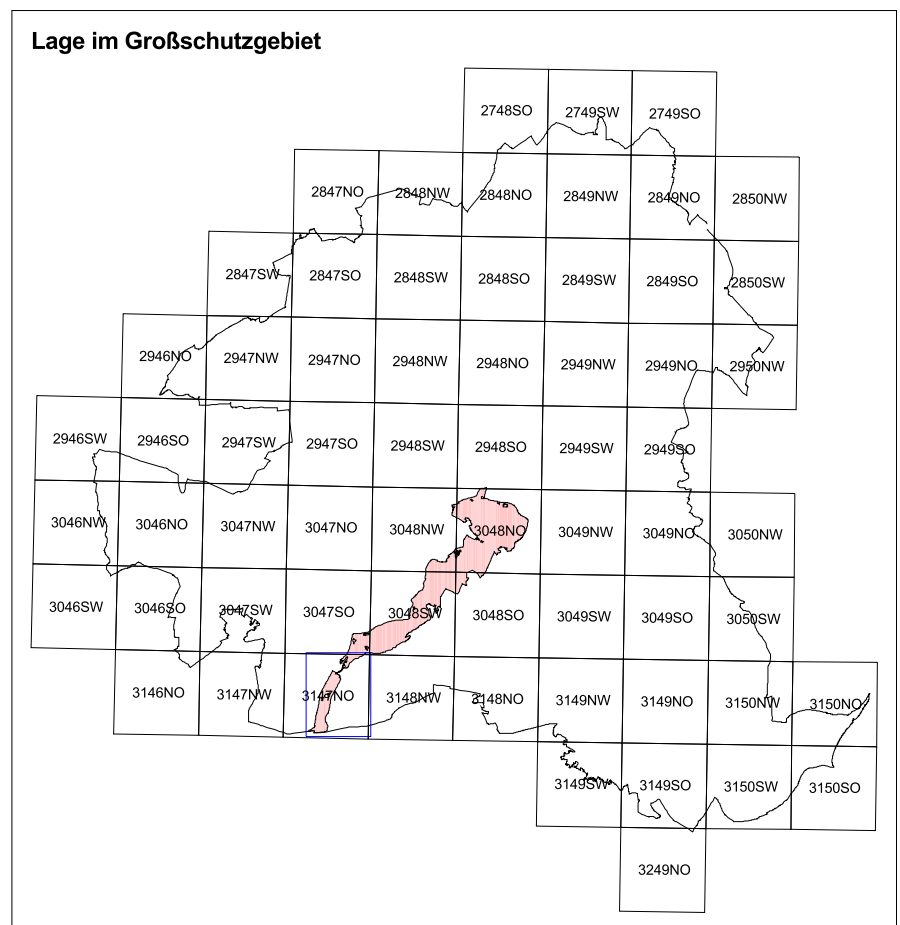 Lage im Großschutzgebiet
2748SO 2749SW 2749SO
2847NO 2848NW 2848NO 2849NW 2849NO 2850NW
2847SW 2847SO 2848SW 2848SO 2849SW 2849SO 2850SW
2946NO 2947NW 2947NO 2948NW 2948NO 2949NW 2949NO 2950NW
2946SW 2946SO 2947SW 2947SO 2948SW 2948SO 2949SW 2949SO
3046NW 3046NO 3047NW 3047NO 3048NW 3048NO 3049NW 3049NO 3050NW
3046SW 3046SO 3047SW 3047SO 3048SW 3048SO 3049SW 3049SO 3050SW
3146NO 3147NW 3147NO 3148NW 3148NO 3149NW 3149NO 3150NW 3150NO
3149SW 3149SO 3150SW 3150SO
3249NO